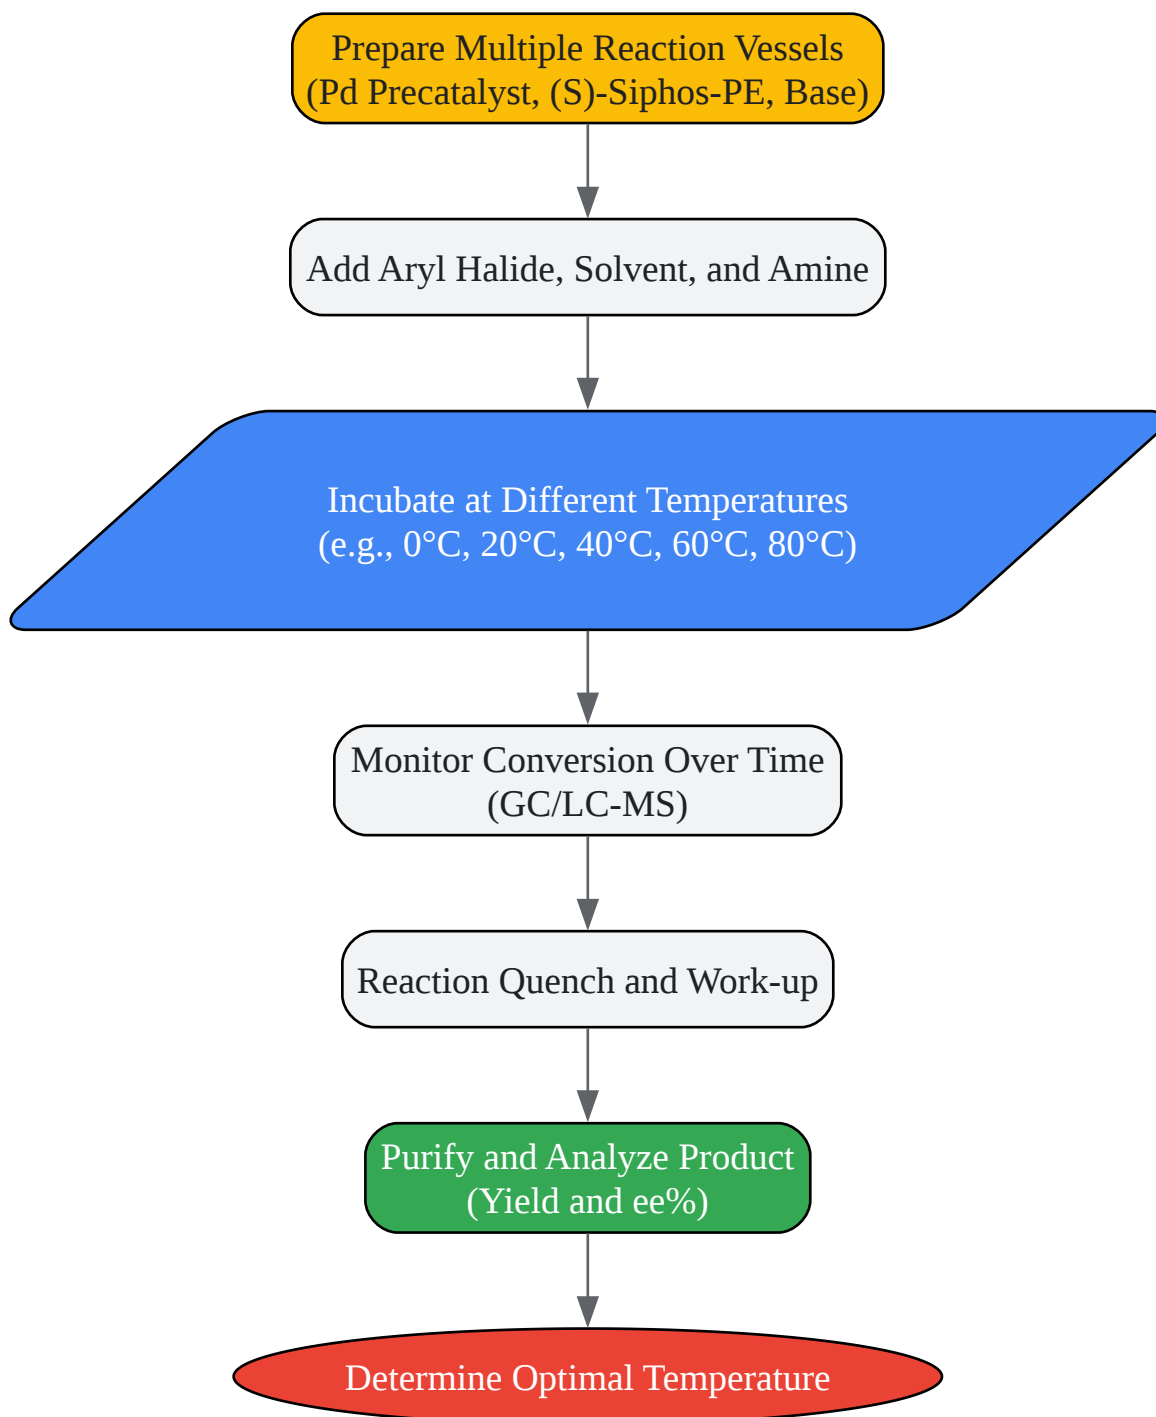 Prepare Multiple Reaction Vessels
(Pd Precatalyst, (S)-Siphos-PE, Base)
Add Aryl Halide, Solvent, and Amine
Incubate at Different Temperatures
(e.g., 0°C, 20°C, 40°C, 60°C, 80°C)
Monitor Conversion Over Time
(GC/LC-MS)
Reaction Quench and Work-up
Purify and Analyze Product
(Yield and ee%)
Determine Optimal Temperature